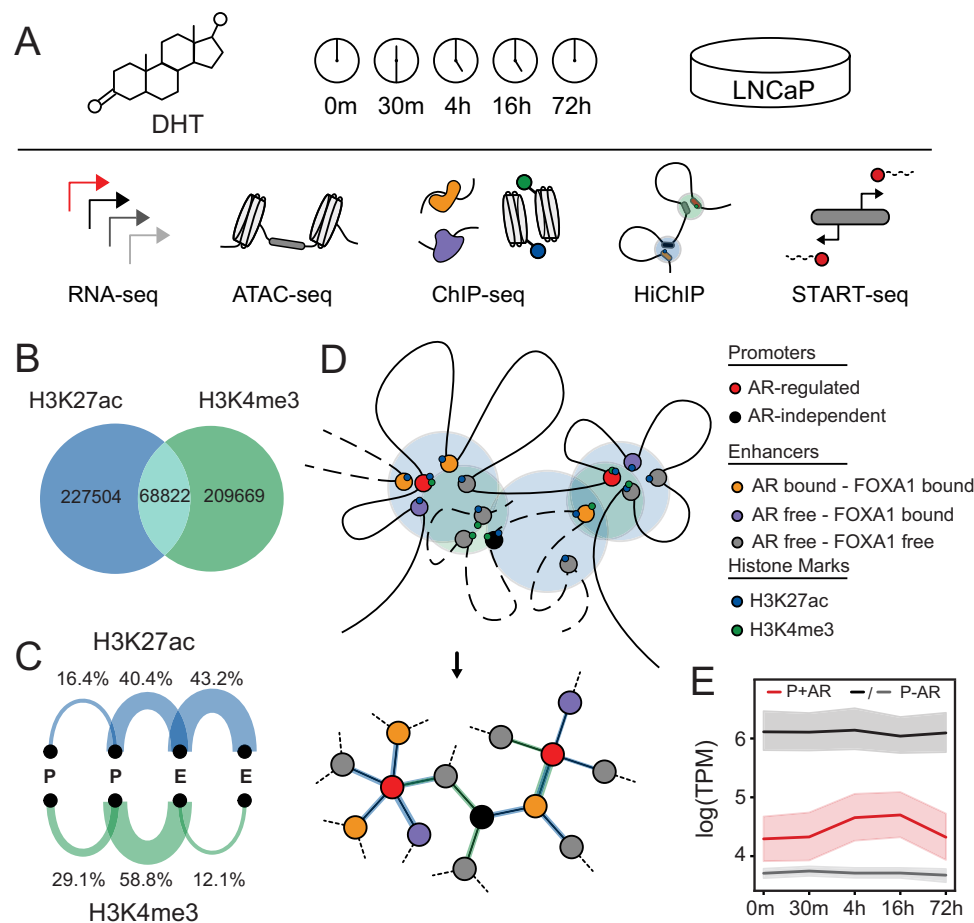 A
DHT
0m 30m 4h 16h 72h
LNCaP
RNA-seq ATAC-seq ChIP-seq HiChIP START-seq
B
H3K27ac H3K4me3
227504 68822 209669
C
H3K27ac
16.4% 40.4% 43.2%
P P E E
29.1% 58.8% 12.1%
H3K4me3
D
Promoters
AR-regulated
AR-independent
Enhancers
AR bound - FOXA1 bound
AR free - FOXA1 bound
AR free - FOXA1 free
Histone Marks
H3K27ac
H3K4me3
E
P+AR / P-AR
log(TPM)
6
5
4
0m 30m 4h 16h 72h